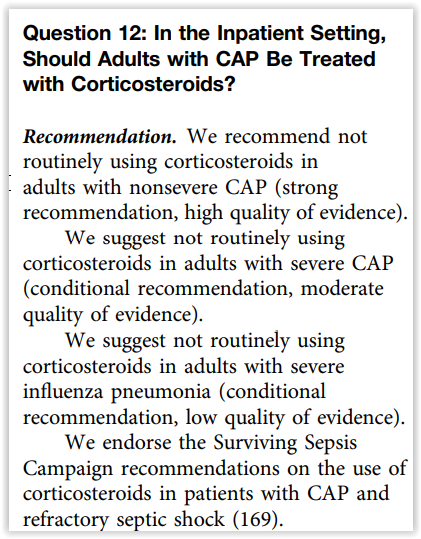 Question 12: In the Inpatient Setting,
Should Adults with CAP Be Treated
with Corticosteroids?
Recommendation. We recommend not
routinely using corticosteroids in
adults with nonsevere CAP (strong
recommendation, high quality of evidence).
We suggest not routinely using
corticosteroids in adults with severe CAP
(conditional recommendation, moderate
quality of evidence).
We suggest not routinely using
corticosteroids in adults with severe
influenza pneumonia (conditional
recommendation, low quality of evidence).
We endorse the Surviving Sepsis
Campaign recommendations on the use of
corticosteroids in patients with CAP and
refractory septic shock (169).